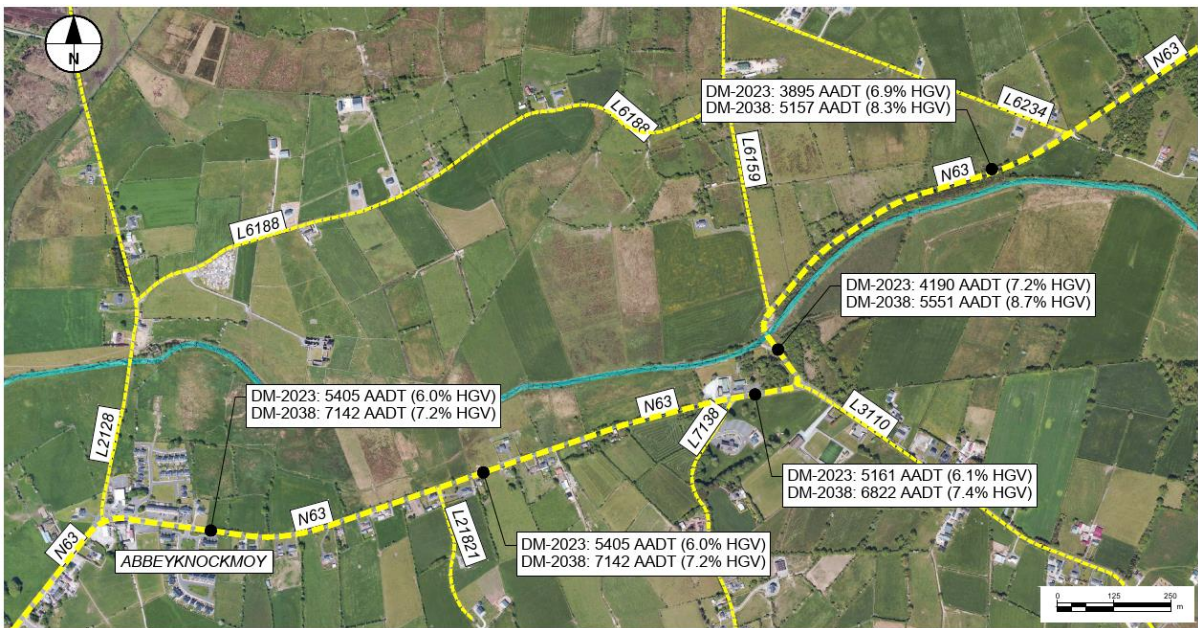 N
DM-2023: 3895 AADT (6.9% HGV)
DM-2038: 5157 AADT (8.3% HGV)
N63
L6234
L6188
L6159
N63
L6188
DM-2023: 4190 AADT (7.2% HGV)
DM-2038: 5551 AADT (8.7% HGV)
DM-2023: 5405 AADT (6.0% HGV)
DM-2038: 7142 AADT (7.2% HGV)
L2128
N63
L7138
L3110
DM-2023: 5161 AADT (6.1% HGV)
DM-2038: 6822 AADT (7.4% HGV)
N63
L21821
N63
DM-2023: 5405 AADT (6.0% HGV)
DM-2038: 7142 AADT (7.2% HGV)
ABBEYKNOCKMOY
0 125 250
m